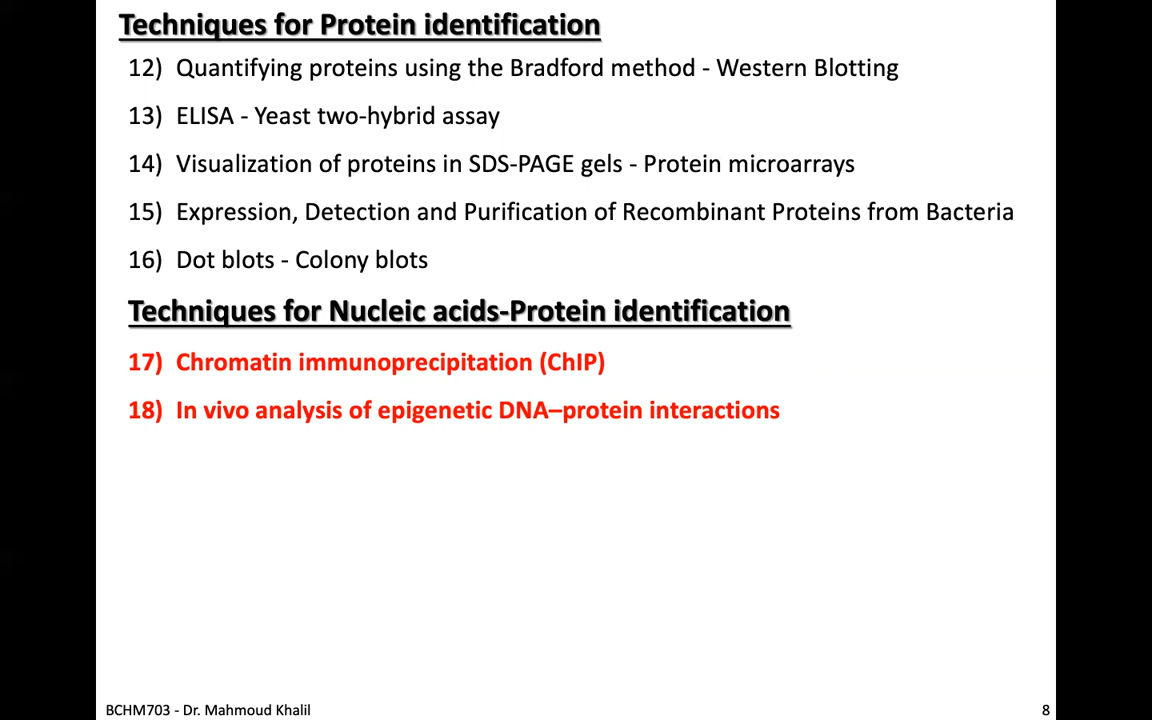 Techniques for Protein identification
12) Quantifying proteins using the Bradford method - Western Blotting
13) ELISA - Yeast two-hybrid assay
14) Visualization of proteins in SDS-PAGE gels - Protein microarrays
15) Expression, Detection and Purification of Recombinant Proteins from Bacteria
16) Dot blots - Colony blots
Techniques for Nucleic acids-Protein identification
17) Chromatin immunoprecipitation (ChIP)
18) In vivo analysis of epigenetic DNA–protein interactions
BCHM703 - Dr. Mahmoud Khalil
8